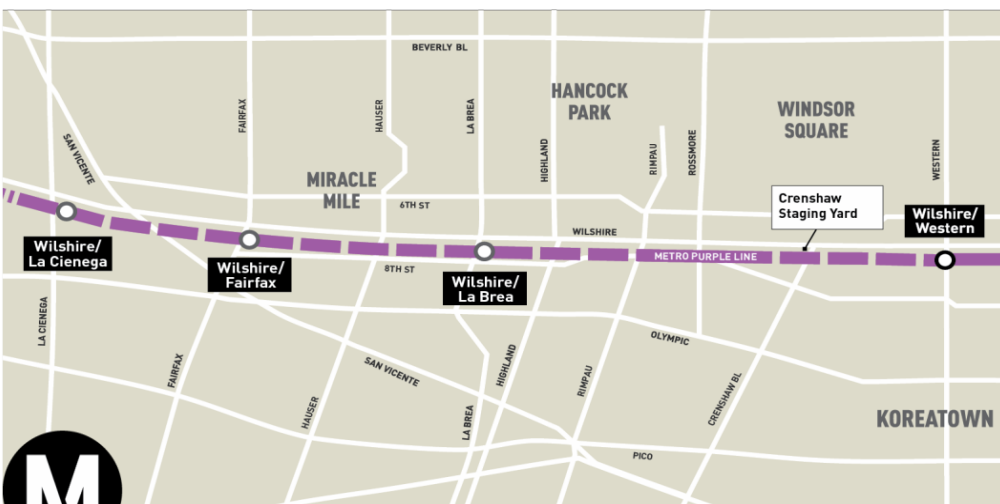 BEVERLY BL
HANCOCK
PARK
WINDSOR
SQUARE
FAIRFAX
HAUSER
LA BREA
HIGHLAND
RIMPAU
ROSSMORE
WESTERN
SAN VICENTE
MIRACLE
MILE
6TH ST
Crenshaw
Staging Yard
Wilshire/
Western
WILSHIRE
Wilshire/
La Cienega
METRO PURPLE LINE
Wilshire/
Fairfax
8TH ST
Wilshire/
La Brea
LA CIENEGA
OLYMPIC
FAIRFAX
SAN VICENTE
HIGHLAND
RIMPAU
CRENSHAW BL
HAUSER
LA BREA
KOREATOWN
PICO
M